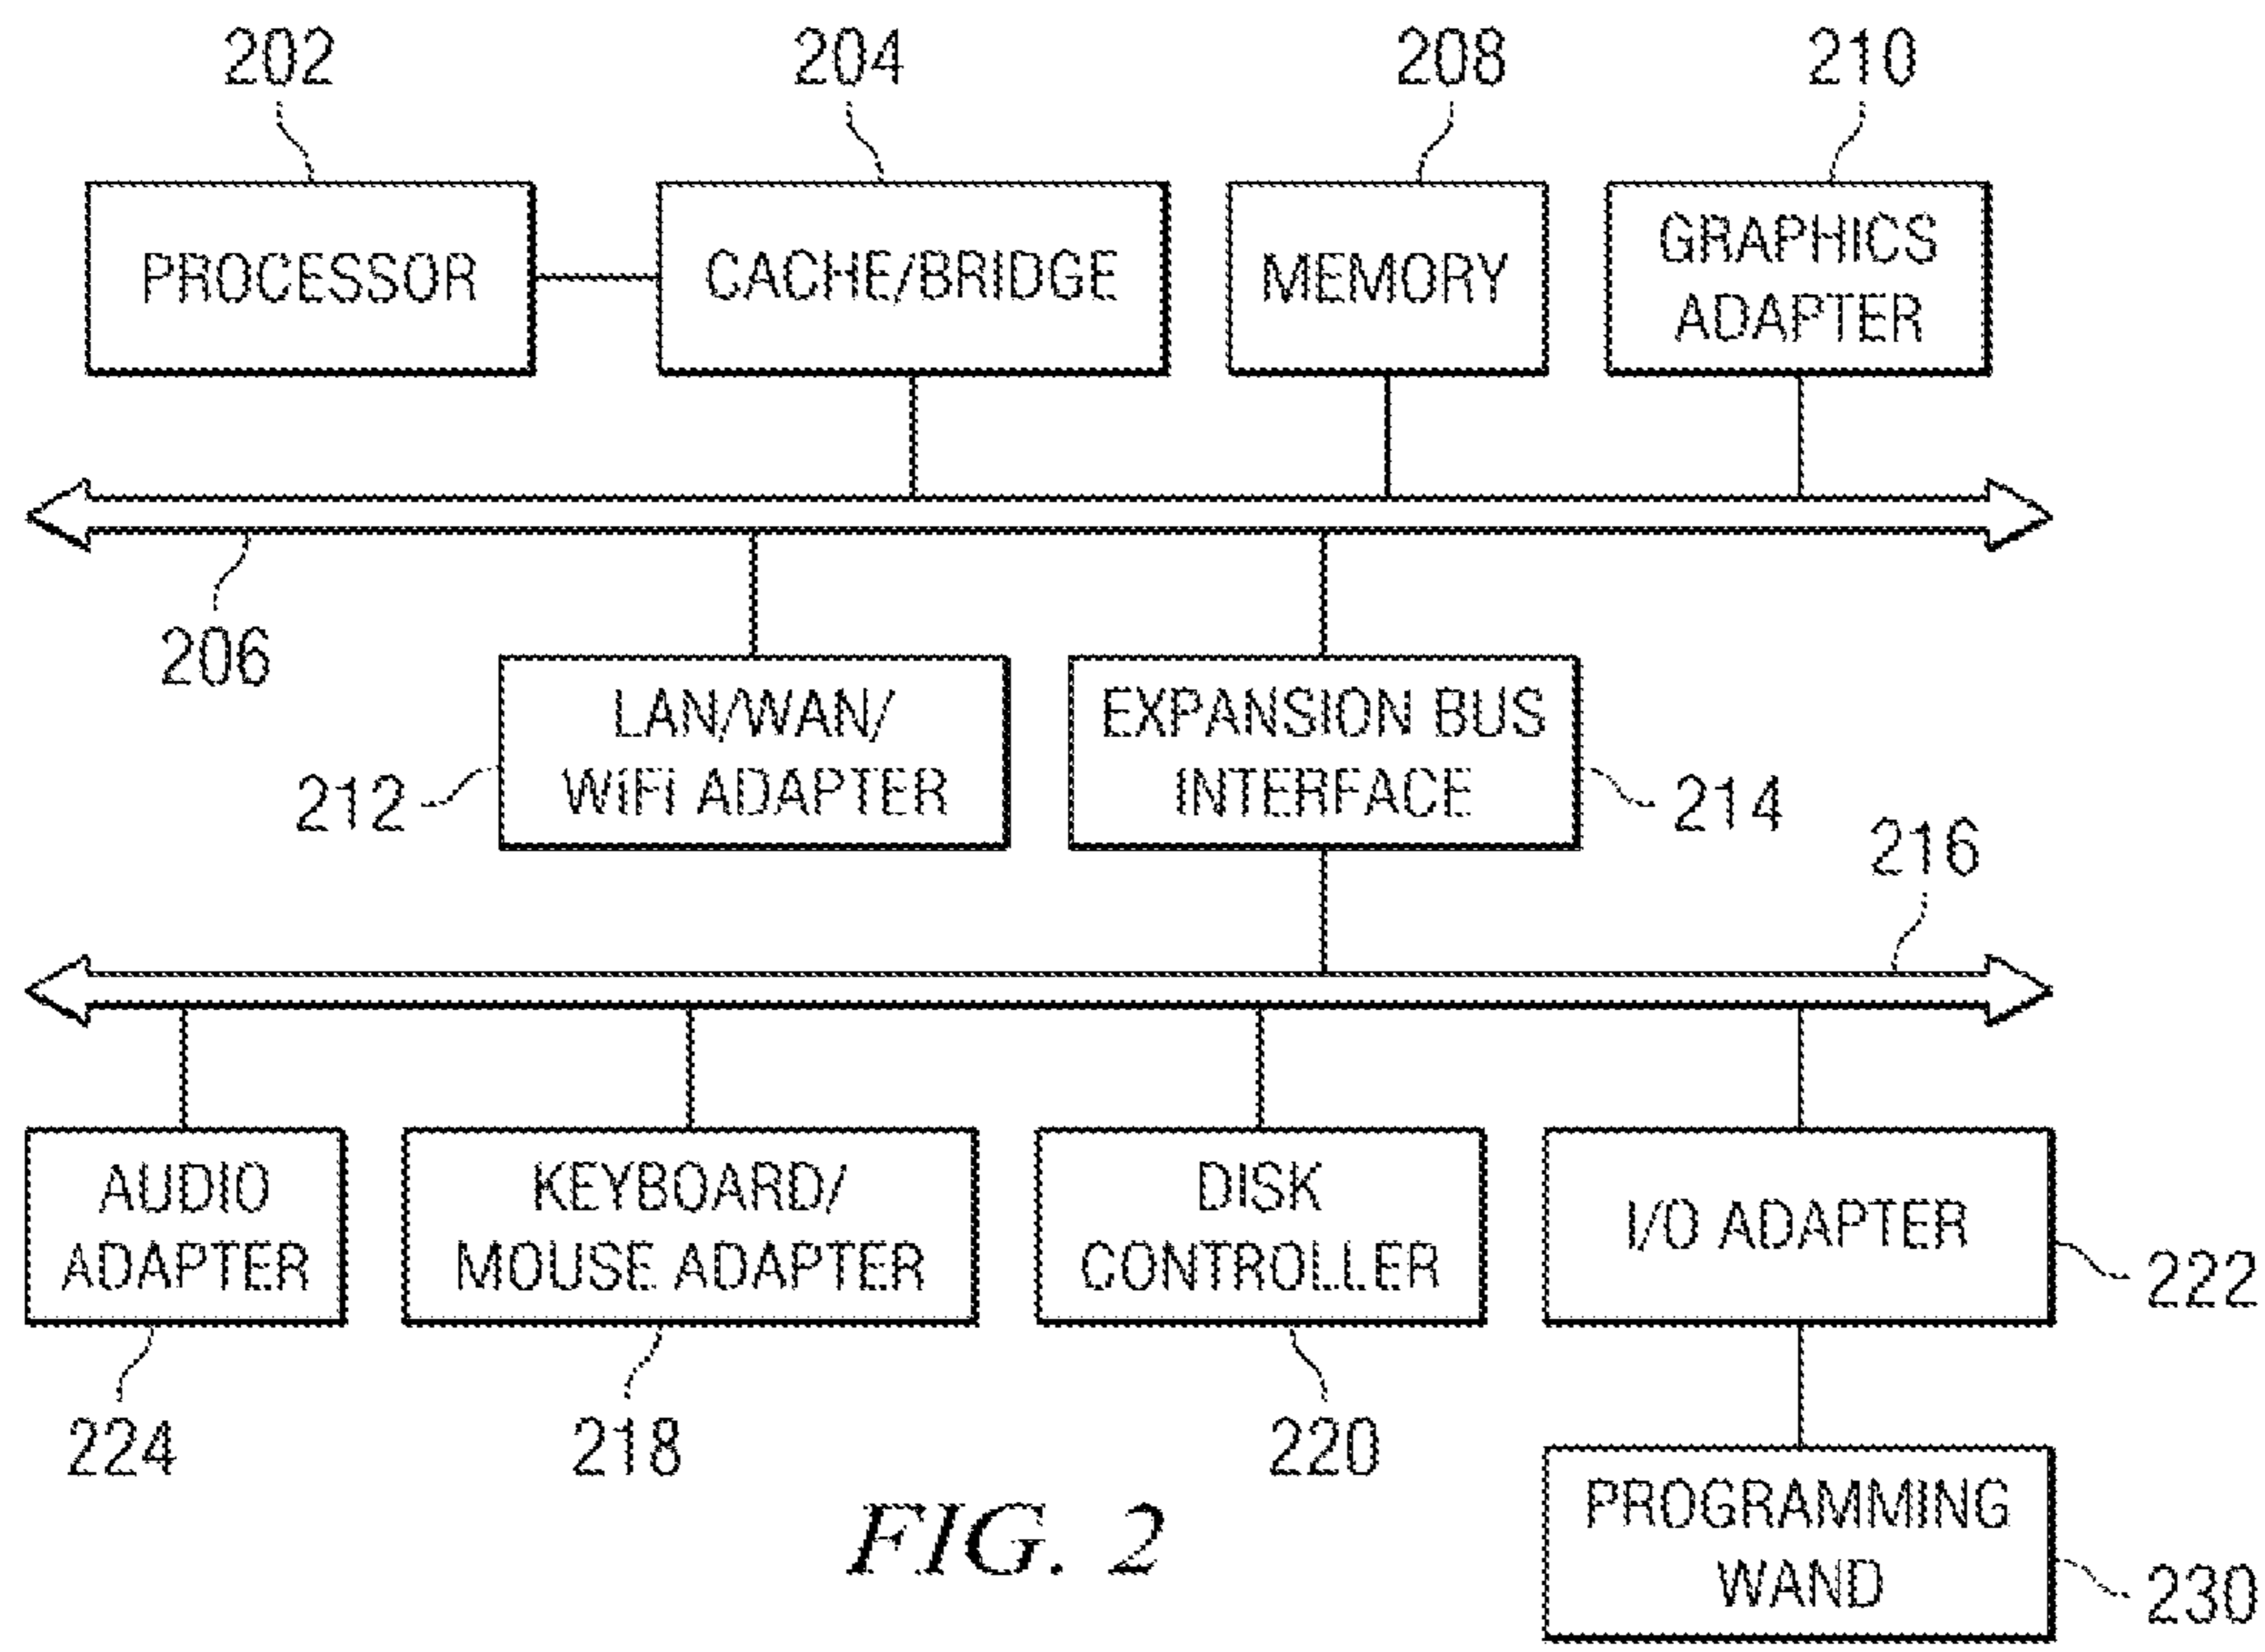 202
204
208
210
PROCESSOR
CACHE/BRIDGE
MEMORY
GRAPHICS
ADAPTER
206
LAN/WAN/
WiFi ADAPTER
212
EXPANSION BUS
INTERFACE
214
216
AUDIO
ADAPTER
KEYBOARD/
MOUSE ADAPTER
DISK
CONTROLLER
I/O ADAPTER
222
224
218
220
PROGRAMMING
WAND
230
FIG. 2